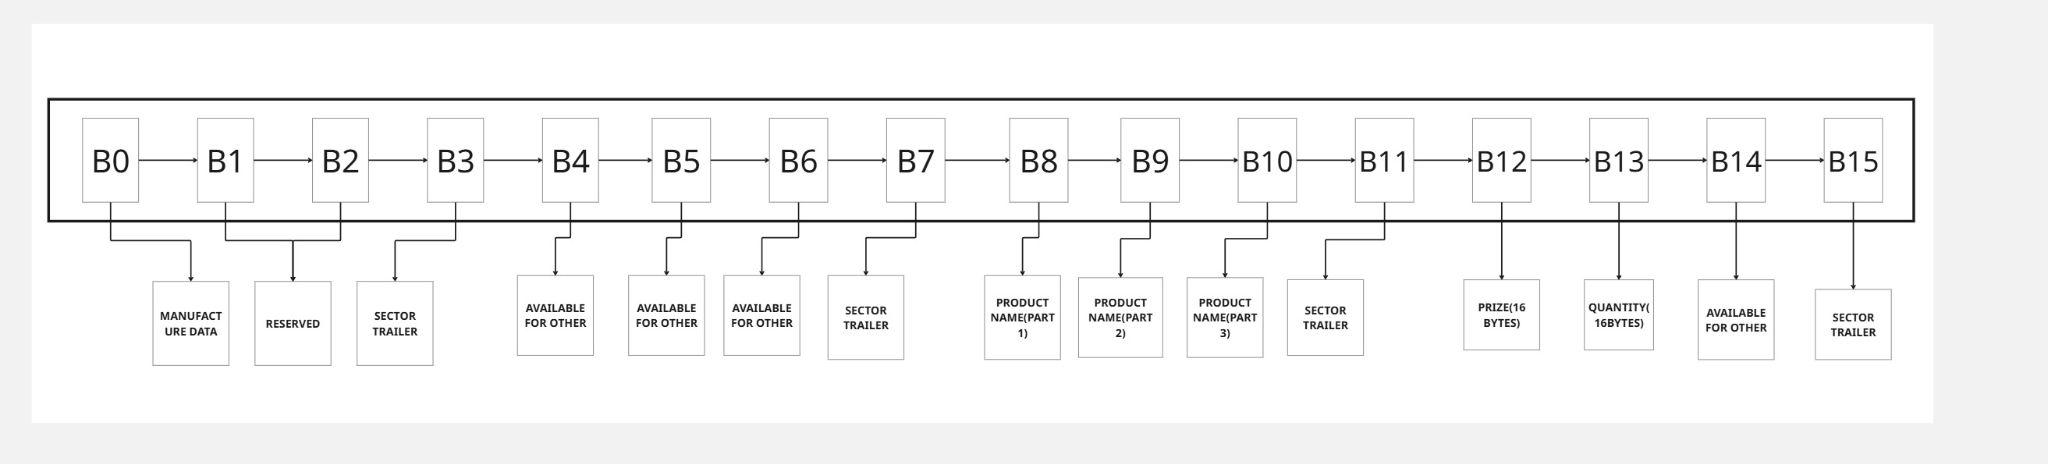 B0
B1
B2
B3
B4
B5
B6
B7
B8
B9
B10
B11
B12
B13
B14
B15
MANUFACT
URE DATA
RESERVED
SECTOR
TRAILER
AVAILABLE
FOR OTHER
AVAILABLE
FOR OTHER
AVAILABLE
FOR OTHER
SECTOR
TRAILER
PRODUCT
NAME(PART
1)
PRODUCT
NAME(PART
2)
PRODUCT
NAME(PART
3)
SECTOR
TRAILER
PRIZE(16
BYTES)
QUANTITY(
16BYTES)
AVAILABLE
FOR OTHER
SECTOR
TRAILER